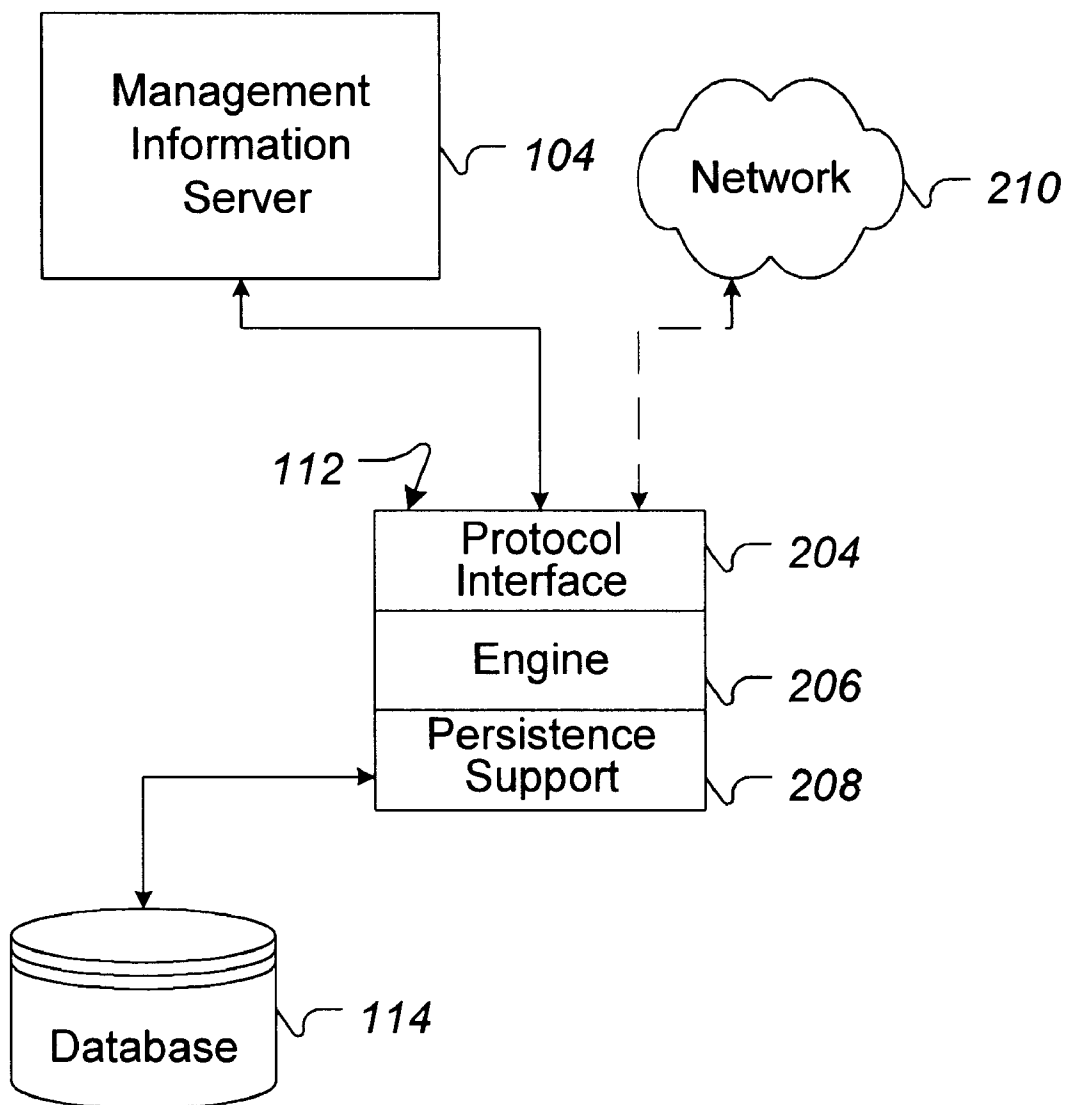 Management
Information
Server
104
Network
210
112
Protocol
Interface
204
Engine
206
Persistence
Support
208
Database
114